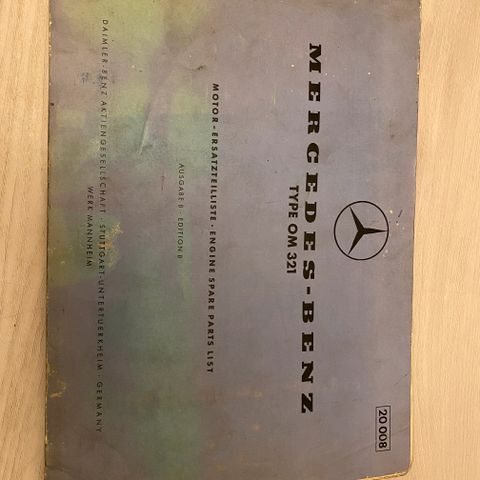 20 008
MERCEDES-BENZ
TYPE OM 321
MOTOR-ERSATZTEILLISTE · ENGINE SPARE PARTS LIST
AUSGABE B · EDITION B
DAIMLER-BENZ AKTIENGESELLSCHAFT · STUTTGART-UNTERTUERKHEIM · GERMANY
WERK MANNHEIM